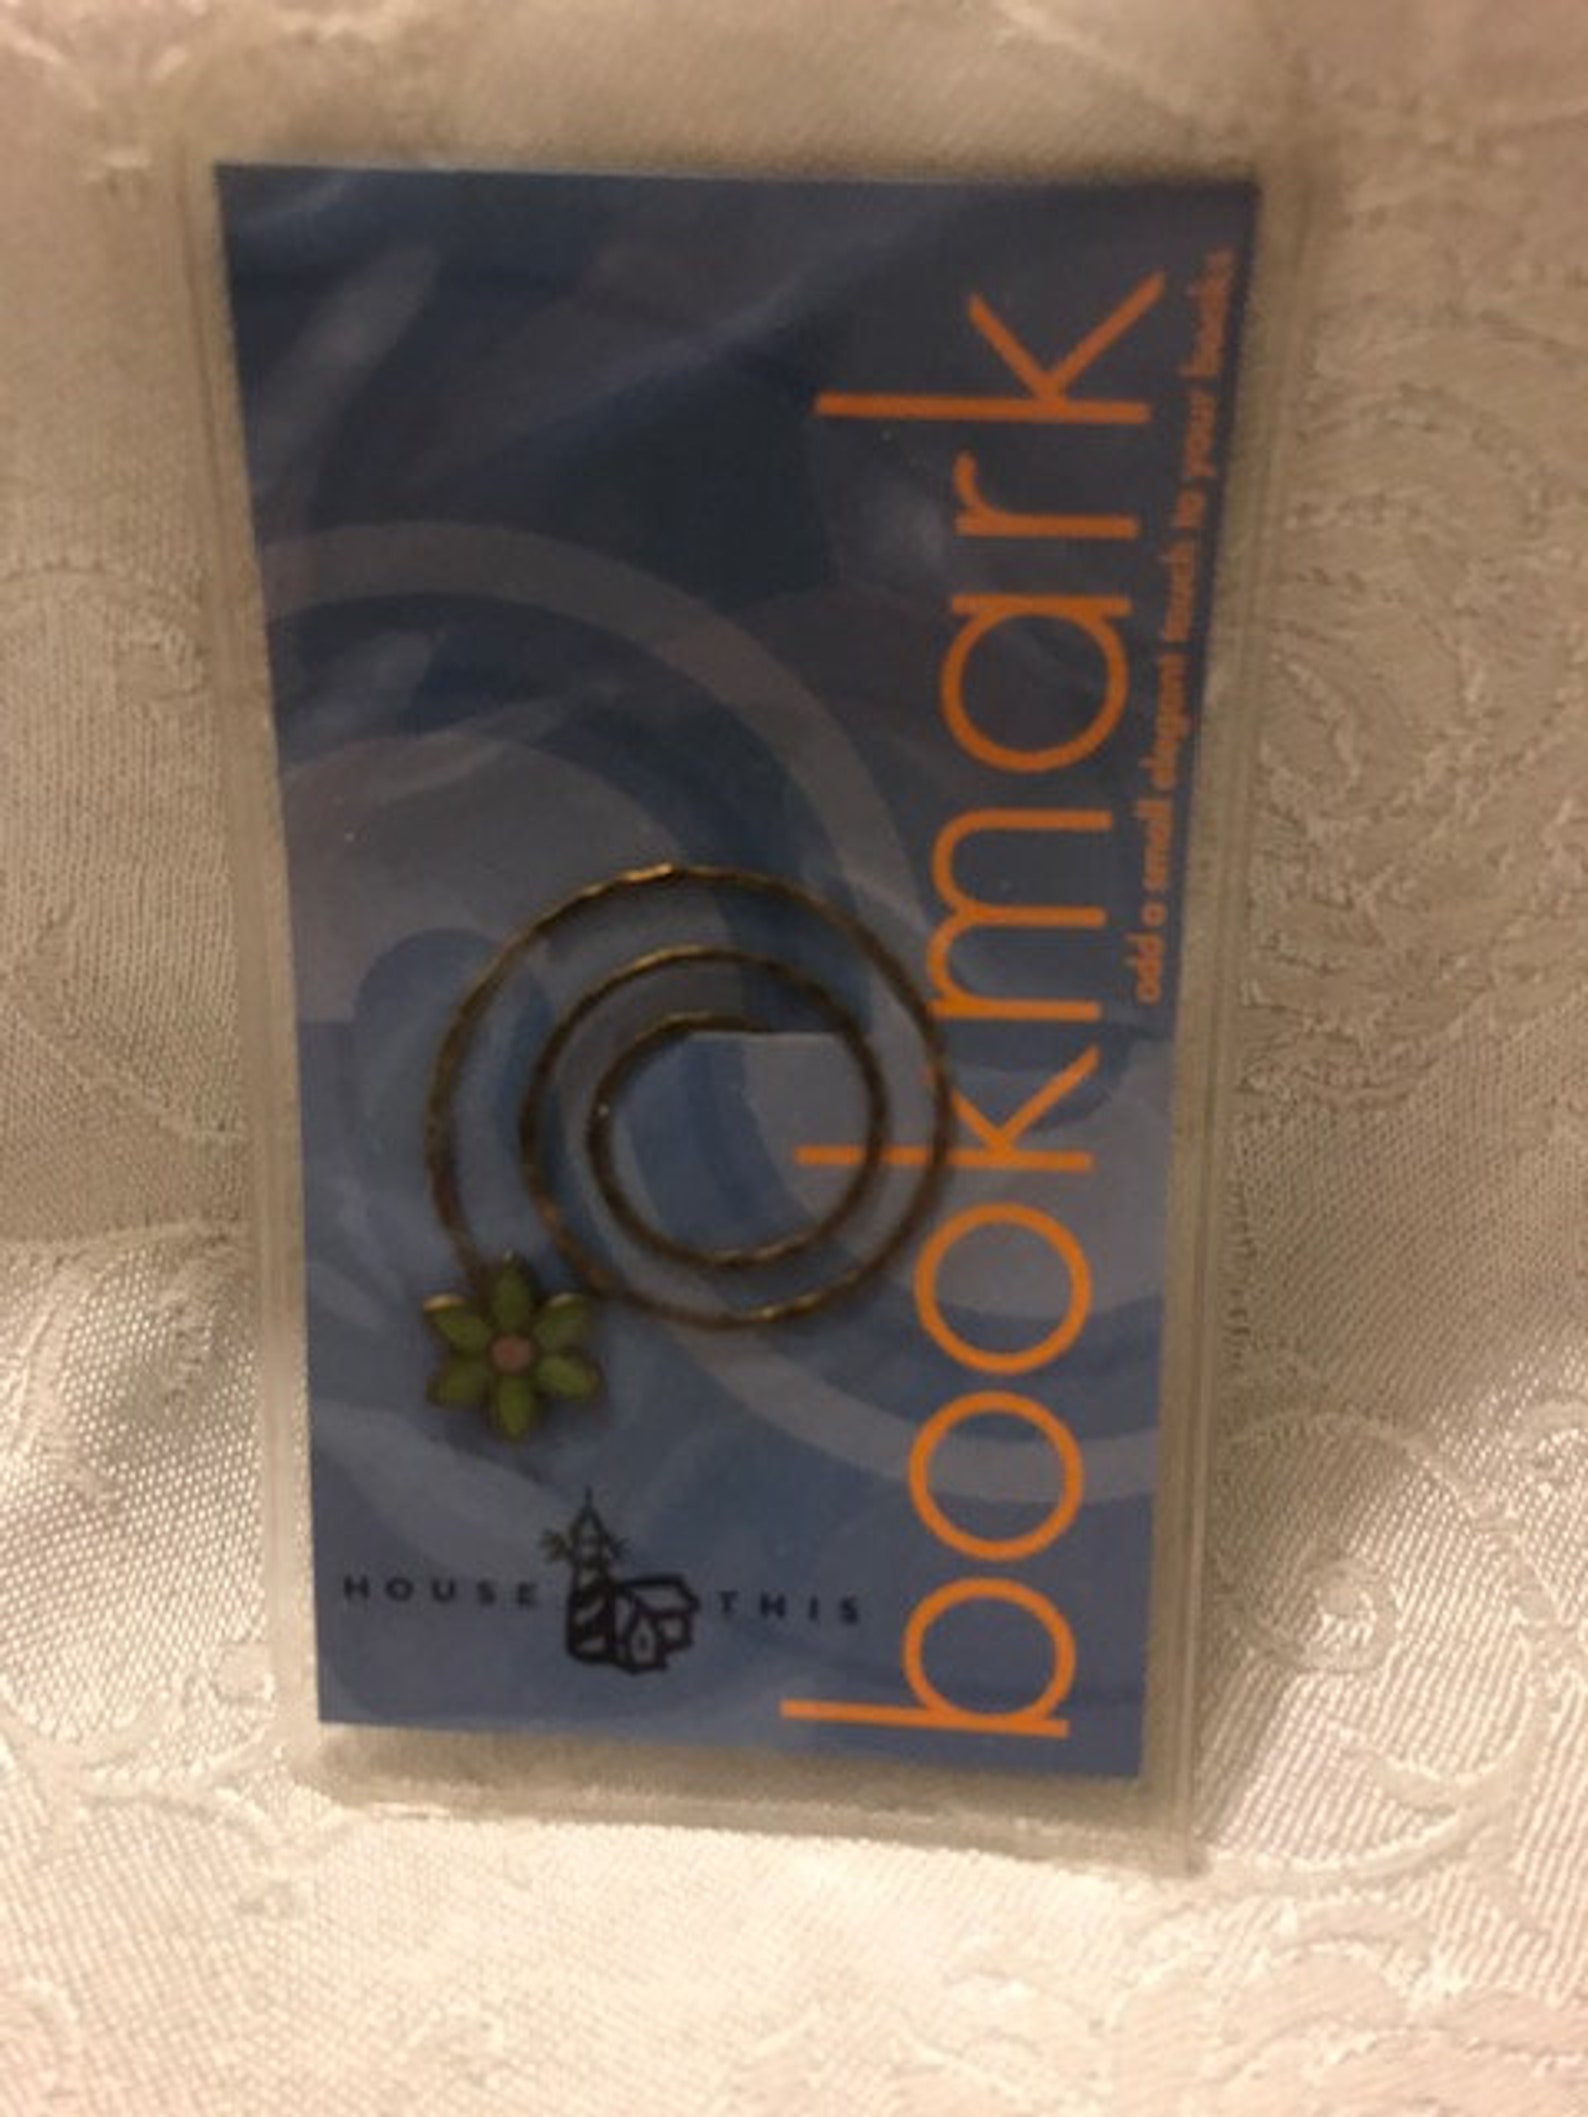 bookmark
add a small elegant touch to your books
HOUSE THIS